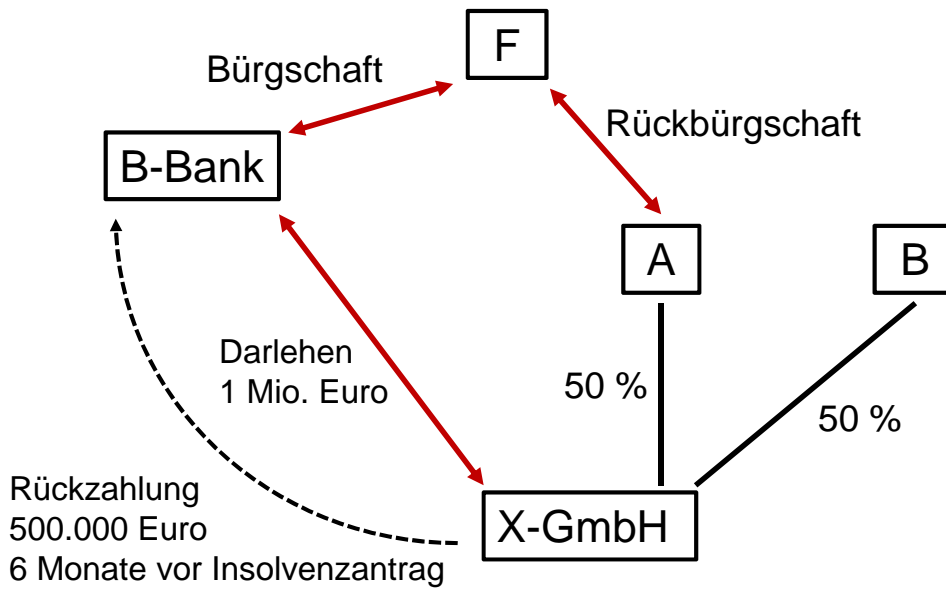 F
Bürgschaft
Rückbürgschaft
B-Bank
A
B
Darlehen
1 Mio. Euro
50 %
50 %
Rückzahlung
500.000 Euro
6 Monate vor Insolvenzantrag
X-GmbH